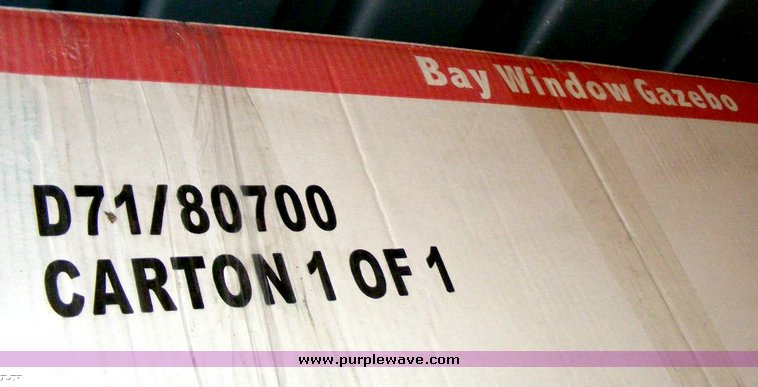 Bay Window Gazebo
D71/80700
CARTON 1 OF 1
www.purplewave.com